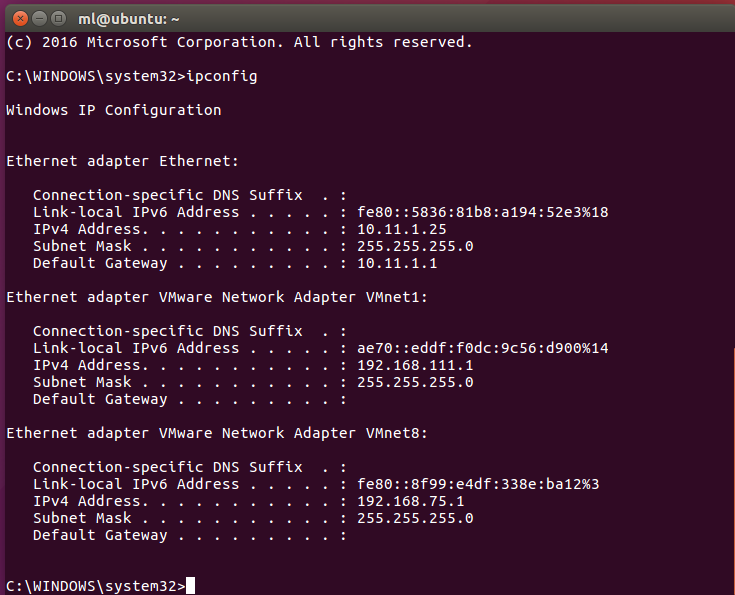 ml@ubuntu: ~
(c) 2016 Microsoft Corporation. All rights reserved.
C:\WINDOWS\system32>ipconfig
Windows IP Configuration
Ethernet adapter Ethernet:
   Connection-specific DNS Suffix  . :
   Link-local IPv6 Address . . . . . : fe80::5836:81b8:a194:52e3%18
   IPv4 Address. . . . . . . . . . . : 10.11.1.25
   Subnet Mask . . . . . . . . . . . : 255.255.255.0
   Default Gateway . . . . . . . . . : 10.11.1.1
Ethernet adapter VMware Network Adapter VMnet1:
   Connection-specific DNS Suffix  . :
   Link-local IPv6 Address . . . . . : ae70::eddf:f0dc:9c56:d900%14
   IPv4 Address. . . . . . . . . . . : 192.168.111.1
   Subnet Mask . . . . . . . . . . . : 255.255.255.0
   Default Gateway . . . . . . . . . :
Ethernet adapter VMware Network Adapter VMnet8:
   Connection-specific DNS Suffix  . :
   Link-local IPv6 Address . . . . . : fe80::8f99:e4df:338e:ba12%3
   IPv4 Address. . . . . . . . . . . : 192.168.75.1
   Subnet Mask . . . . . . . . . . . : 255.255.255.0
   Default Gateway . . . . . . . . . :
C:\WINDOWS\system32>